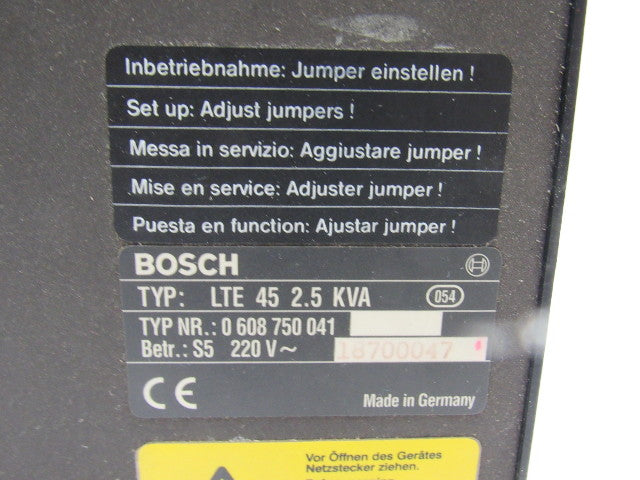 Inbetriebnahme: Jumper einstellen !
Set up: Adjust jumpers !
Messa in servizio: Aggiustare jumper !
Mise en service: Adjuster jumper !
Puesta en function: Ajustar jumper !
BOSCH
TYP: LTE 45 2.5 KVA 054
TYP NR.: 0 608 750 041
Betr.: S5 220 V~ 18700047
CE Made in Germany
Vor Öffnen des Gerätes
Netzstecker ziehen.